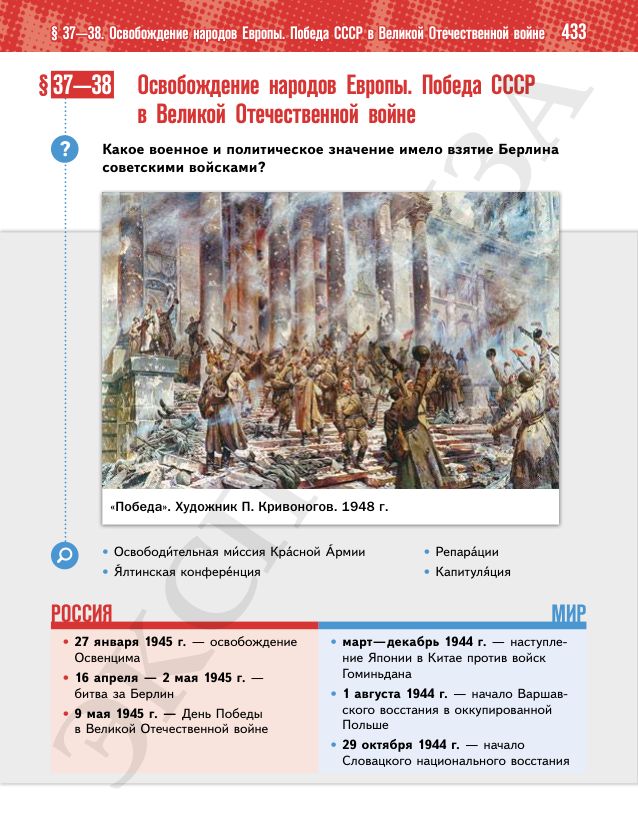 § 37—38. Освобождение народов Европы. Победа СССР в Великой Отечественной войне 433
§ 37—38 Освобождение народов Европы. Победа СССР
в Великой Отечественной войне
? Какое военное и политическое значение имело взятие Берлина
советскими войсками?
«Победа». Художник П. Кривоногов. 1948 г.
• Освободи́тельная ми́ссия Кра́сной А́рмии
• Я́лтинская конфере́нция
• Репара́ции
• Капитуля́ция
РОССИЯ
• 27 января 1945 г. — освобождение
Освенцима
• 16 апреля — 2 мая 1945 г. —
битва за Берлин
• 9 мая 1945 г. — День Победы
в Великой Отечественной войне
МИР
• март—декабрь 1944 г. — наступле-
ние Японии в Китае против войск
Гоминьдана
• 1 августа 1944 г. — начало Варшав-
ского восстания в оккупированной
Польше
• 29 октября 1944 г. — начало
Словацкого национального восстания